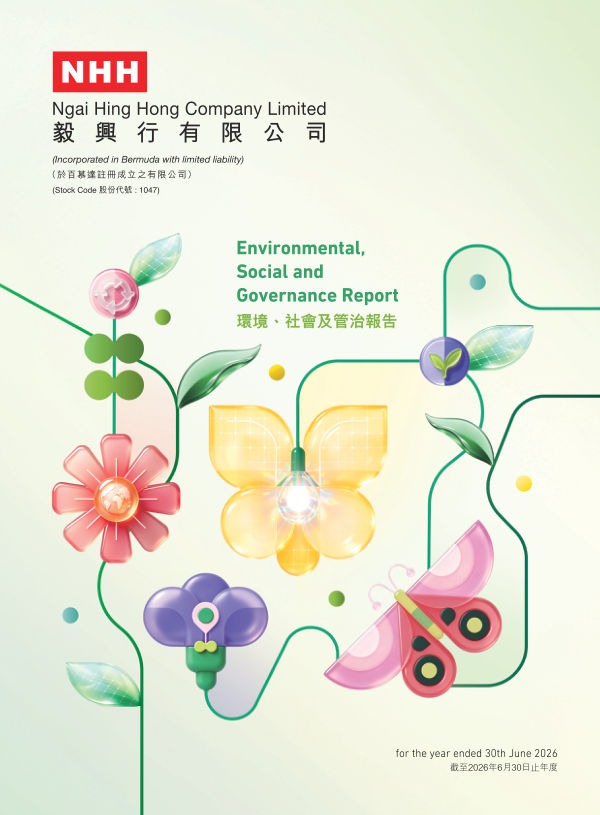 NHH
Ngai Hing Hong Company Limited
毅興行有限公司
(Incorporated in Bermuda with limited liability)
（於百慕達註冊成立之有限公司）
(Stock Code 股份代號 : 1047)
Environmental,
Social and
Governance Report
環境、社會及管治報告
for the year ended 30th June 2026
截至2026年6月30日止年度